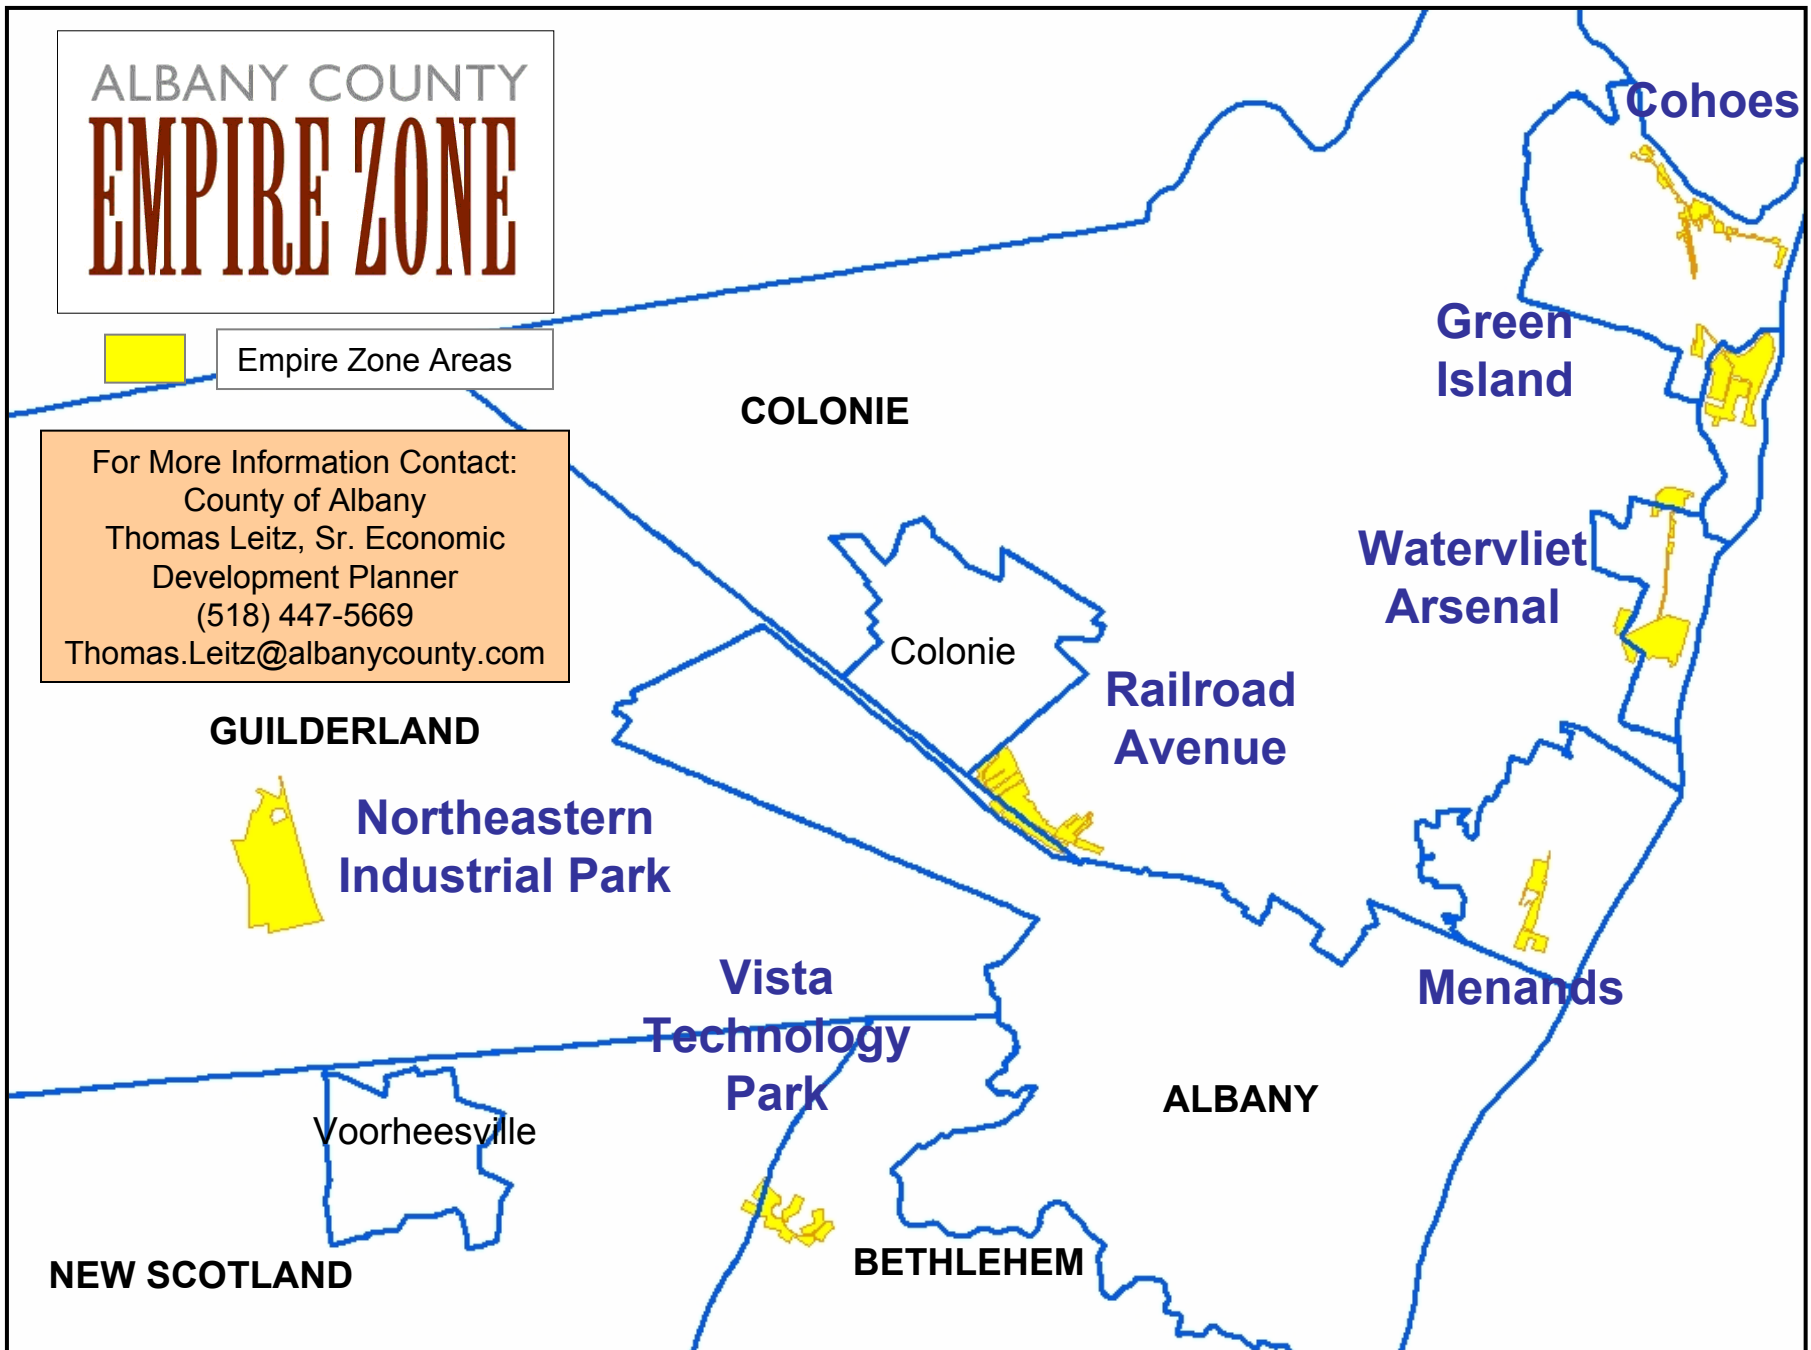 ALBANY COUNTY
EMPIRE ZONE
Empire Zone Areas
For More Information Contact:
County of Albany
Thomas Leitz, Sr. Economic
Development Planner
(518) 447-5669
Thomas.Leitz@albanycounty.com
Cohoes
Green
Island
COLONIE
Watervliet
Arsenal
Colonie
Railroad
Avenue
GUILDERLAND
Northeastern
Industrial Park
Vista
Technology
Park
Menands
ALBANY
Voorheesville
NEW SCOTLAND
BETHLEHEM